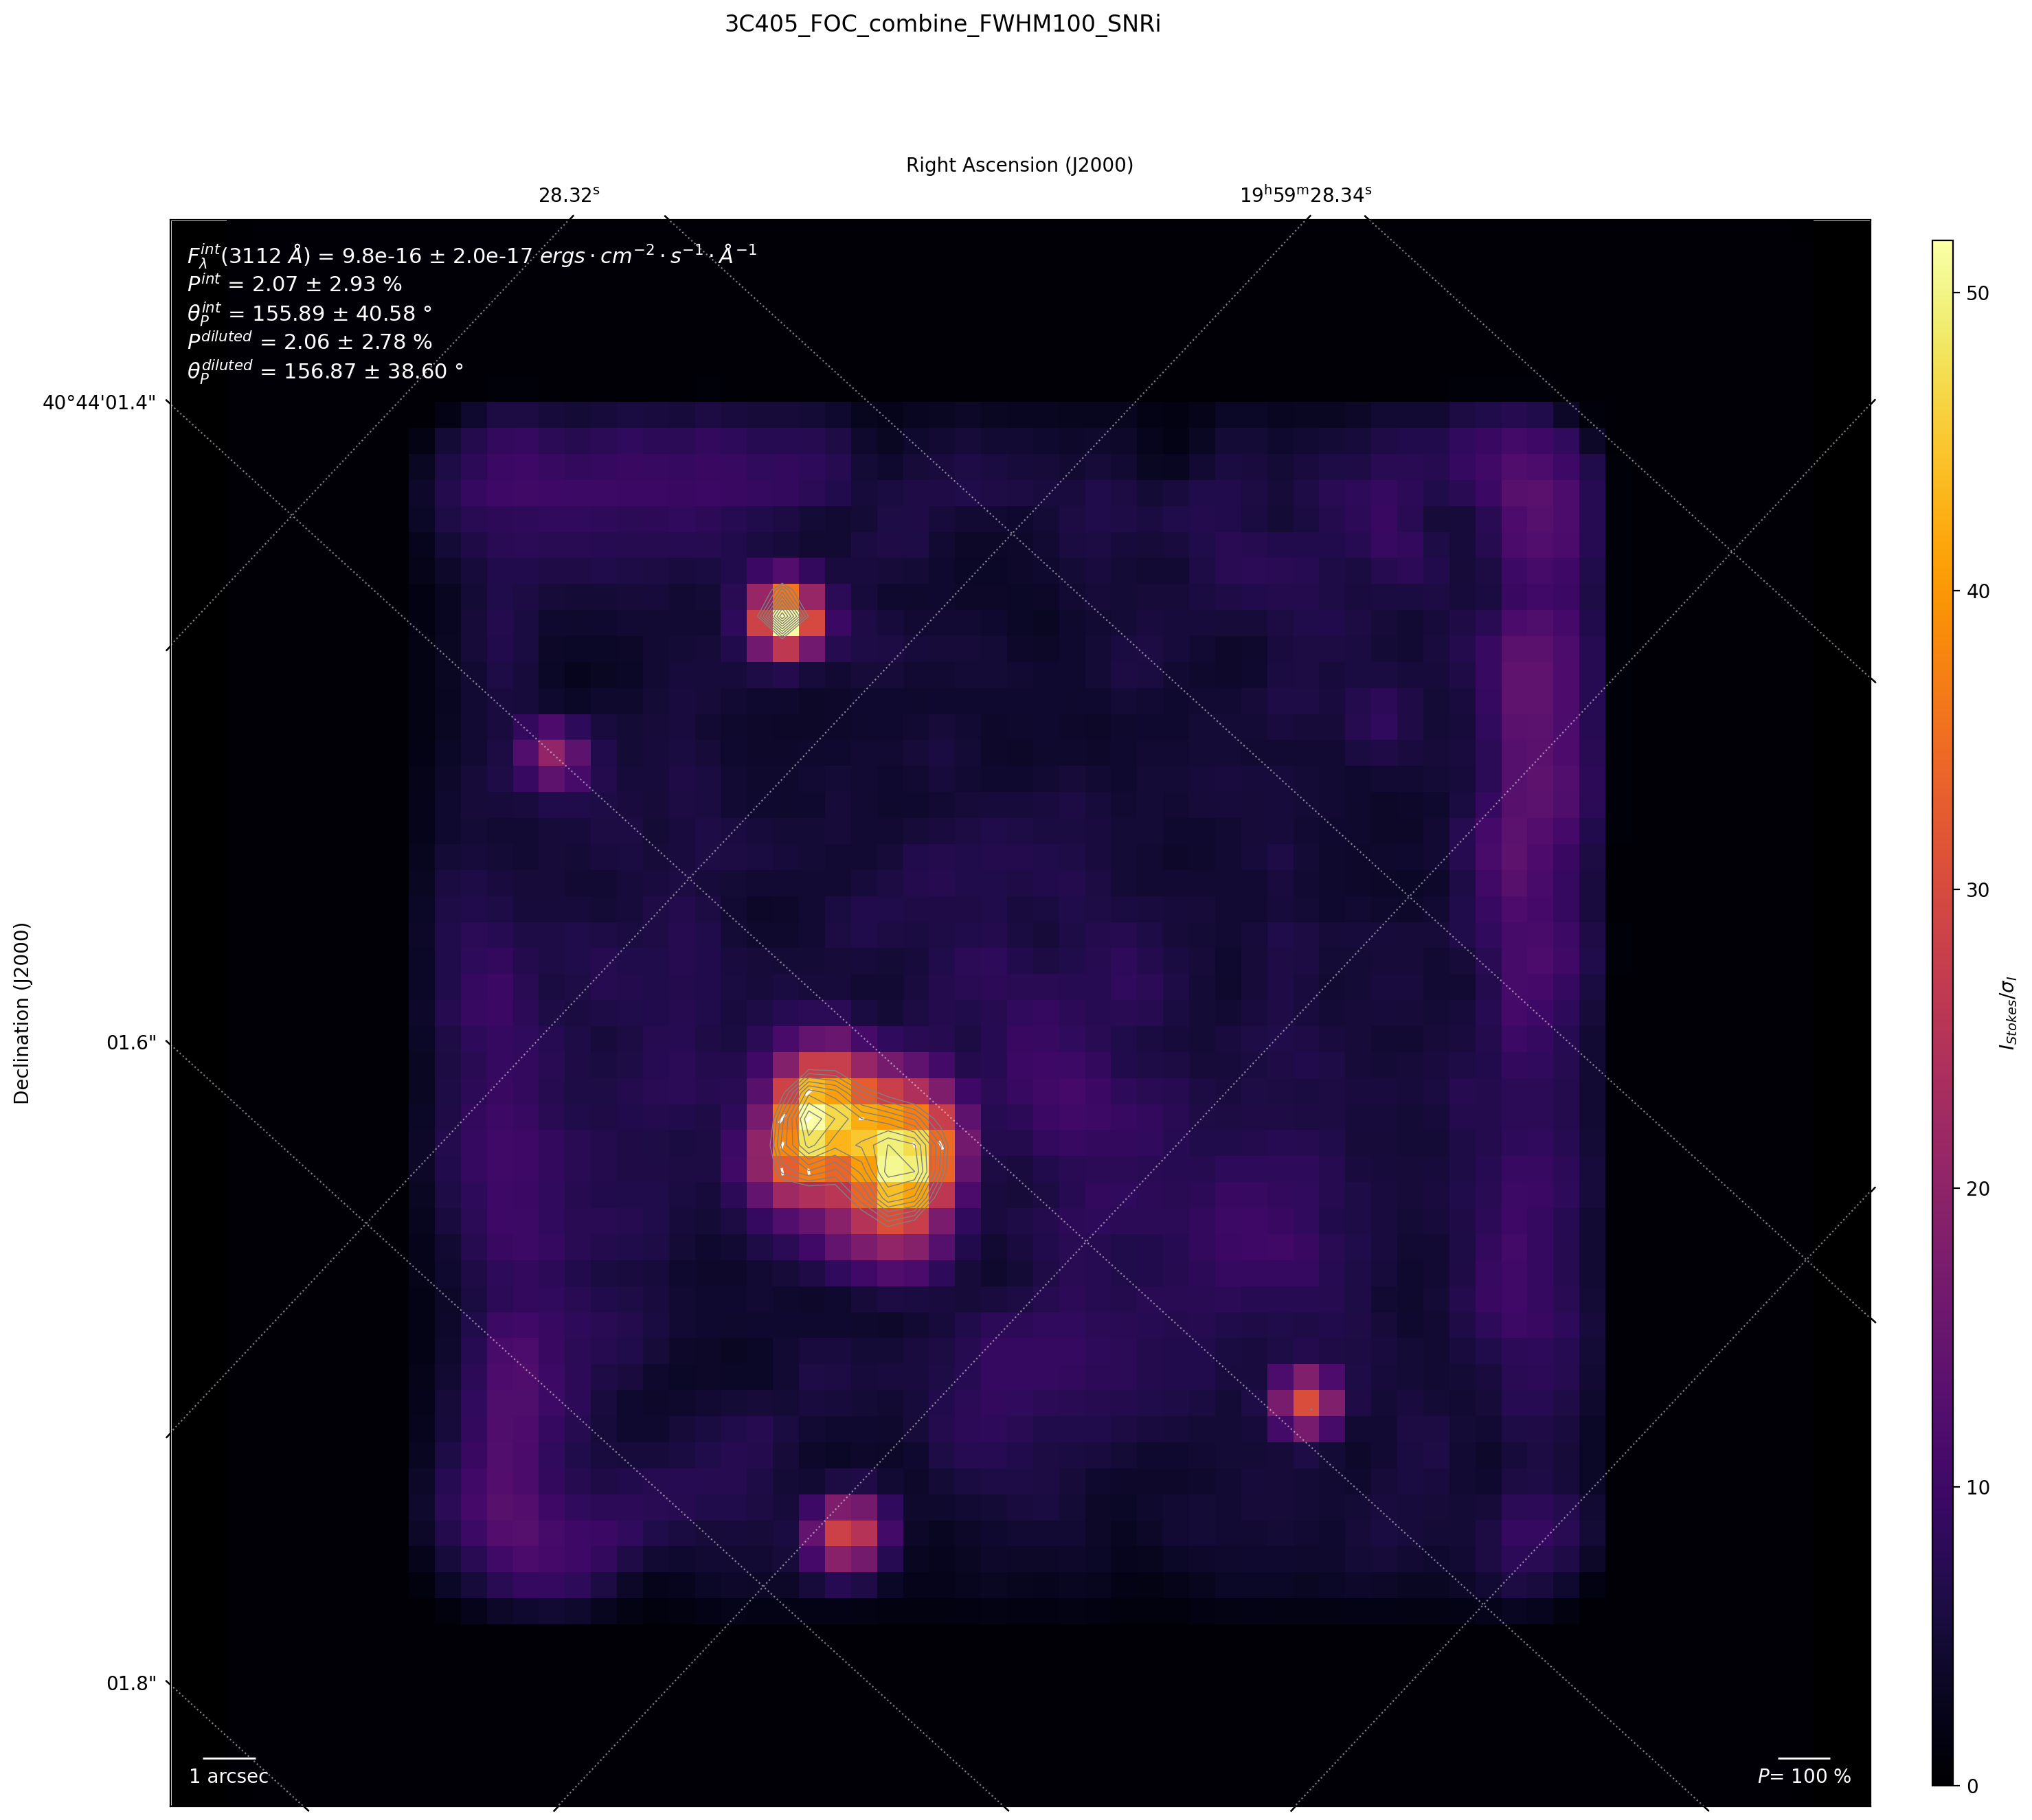 3C405_FOC_combine_FWHM100_SNRi
Right Ascension (J2000)
28.32ˢ
19ʰ59ᵐ28.34ˢ
F_λ^int(3112 Å) = 9.8e-16 ± 2.0e-17 ergs · cm⁻² · s⁻¹ · Å⁻¹
P^int = 2.07 ± 2.93 %
θ_P^int = 155.89 ± 40.58 °
P^diluted = 2.06 ± 2.78 %
θ_P^diluted = 156.87 ± 38.60 °
40°44'01.4"
01.6"
01.8"
Declination (J2000)
1 arcsec
P= 100 %
50
40
30
20
10
0
I_Stokes/σ_I